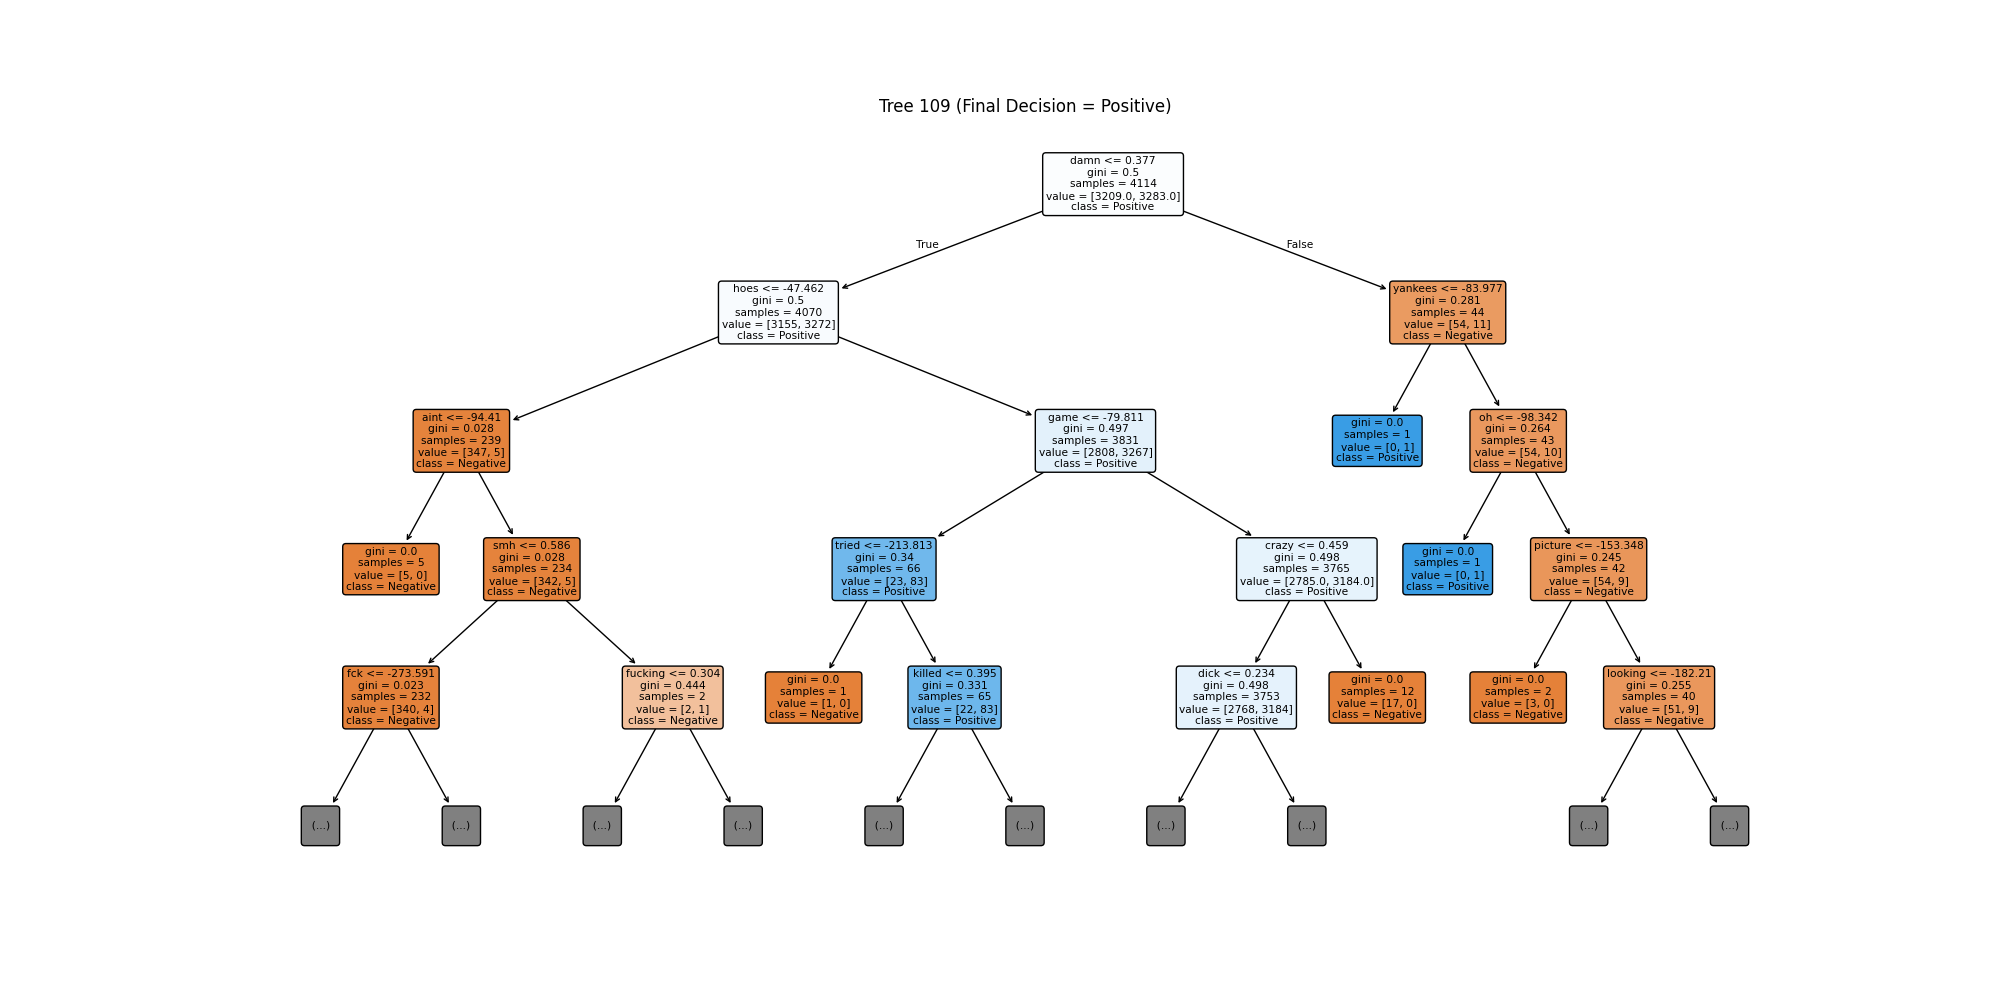 Tree 109 (Final Decision = Positive)
damn <= 0.377
gini = 0.5
samples = 4114
value = [3209.0, 3283.0]
class = Positive
True
False
hoes <= -47.462
gini = 0.5
samples = 4070
value = [3155, 3272]
class = Positive
yankees <= -83.977
gini = 0.281
samples = 44
value = [54, 11]
class = Negative
aint <= -94.41
gini = 0.028
samples = 239
value = [347, 5]
class = Negative
game <= -79.811
gini = 0.497
samples = 3831
value = [2808, 3267]
class = Positive
gini = 0.0
samples = 1
value = [0, 1]
class = Positive
oh <= -98.342
gini = 0.264
samples = 43
value = [54, 10]
class = Negative
gini = 0.0
samples = 5
value = [5, 0]
class = Negative
smh <= 0.586
gini = 0.028
samples = 234
value = [342, 5]
class = Negative
tried <= -213.813
gini = 0.34
samples = 66
value = [23, 83]
class = Positive
crazy <= 0.459
gini = 0.498
samples = 3765
value = [2785.0, 3184.0]
class = Positive
gini = 0.0
samples = 1
value = [0, 1]
class = Positive
picture <= -153.348
gini = 0.245
samples = 42
value = [54, 9]
class = Negative
fck <= -273.591
gini = 0.023
samples = 232
value = [340, 4]
class = Negative
fucking <= 0.304
gini = 0.444
samples = 2
value = [2, 1]
class = Negative
gini = 0.0
samples = 1
value = [1, 0]
class = Negative
killed <= 0.395
gini = 0.331
samples = 65
value = [22, 83]
class = Positive
dick <= 0.234
gini = 0.498
samples = 3753
value = [2768, 3184]
class = Positive
gini = 0.0
samples = 12
value = [17, 0]
class = Negative
gini = 0.0
samples = 2
value = [3, 0]
class = Negative
looking <= -182.21
gini = 0.255
samples = 40
value = [51, 9]
class = Negative
(...)
(...)
(...)
(...)
(...)
(...)
(...)
(...)
(...)
(...)